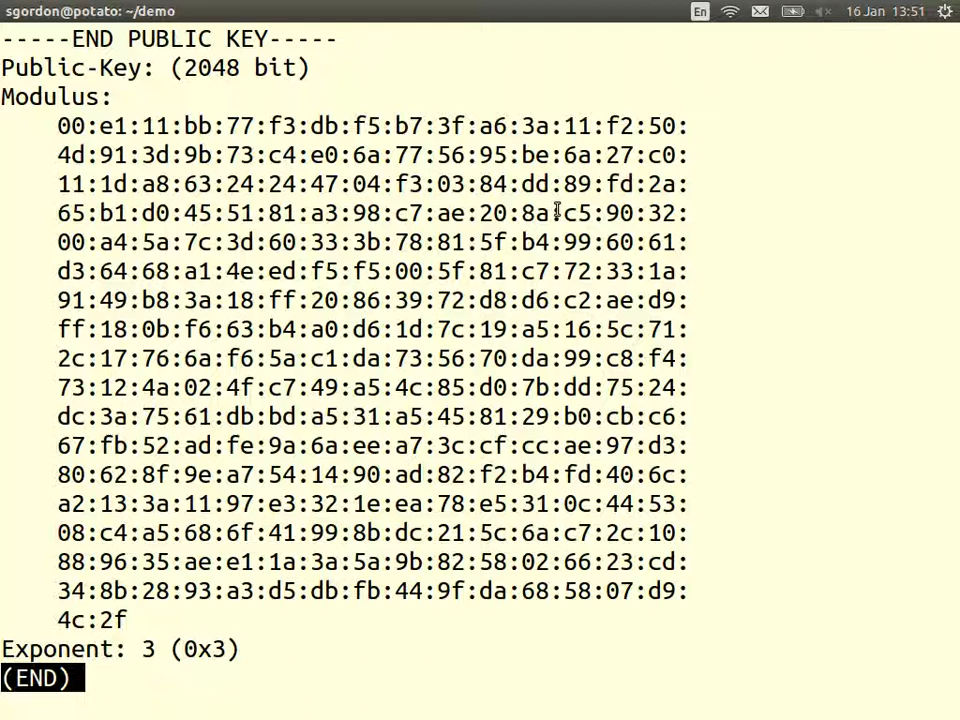 sgordon@potato: ~/demo
En
16 Jan 13:51
-----END PUBLIC KEY-----
Public-Key: (2048 bit)
Modulus:
00:e1:11:bb:77:f3:db:f5:b7:3f:a6:3a:11:f2:50:
4d:91:3d:9b:73:c4:e0:6a:77:56:95:be:6a:27:c0:
11:1d:a8:63:24:24:47:04:f3:03:84:dd:89:fd:2a:
65:b1:d0:45:51:81:a3:98:c7:ae:20:8a:c5:90:32:
00:a4:5a:7c:3d:60:33:3b:78:81:5f:b4:99:60:61:
d3:64:68:a1:4e:ed:f5:f5:00:5f:81:c7:72:33:1a:
91:49:b8:3a:18:ff:20:86:39:72:d8:d6:c2:ae:d9:
ff:18:0b:f6:63:b4:a0:d6:1d:7c:19:a5:16:5c:71:
2c:17:76:6a:f6:5a:c1:da:73:56:70:da:99:c8:f4:
73:12:4a:02:4f:c7:49:a5:4c:85:d0:7b:dd:75:24:
dc:3a:75:61:db:bd:a5:31:a5:45:81:29:b0:cb:c6:
67:fb:52:ad:fe:9a:6a:ee:a7:3c:cf:cc:ae:97:d3:
80:62:8f:9e:a7:54:14:90:ad:82:f2:b4:fd:40:6c:
a2:13:3a:11:97:e3:32:1e:ea:78:e5:31:0c:44:53:
08:c4:a5:68:6f:41:99:8b:dc:21:5c:6a:c7:2c:10:
88:96:35:ae:e1:1a:3a:5a:9b:82:58:02:66:23:cd:
34:8b:28:93:a3:d5:db:fb:44:9f:da:68:58:07:d9:
4c:2f
Exponent: 3 (0x3)
(END)